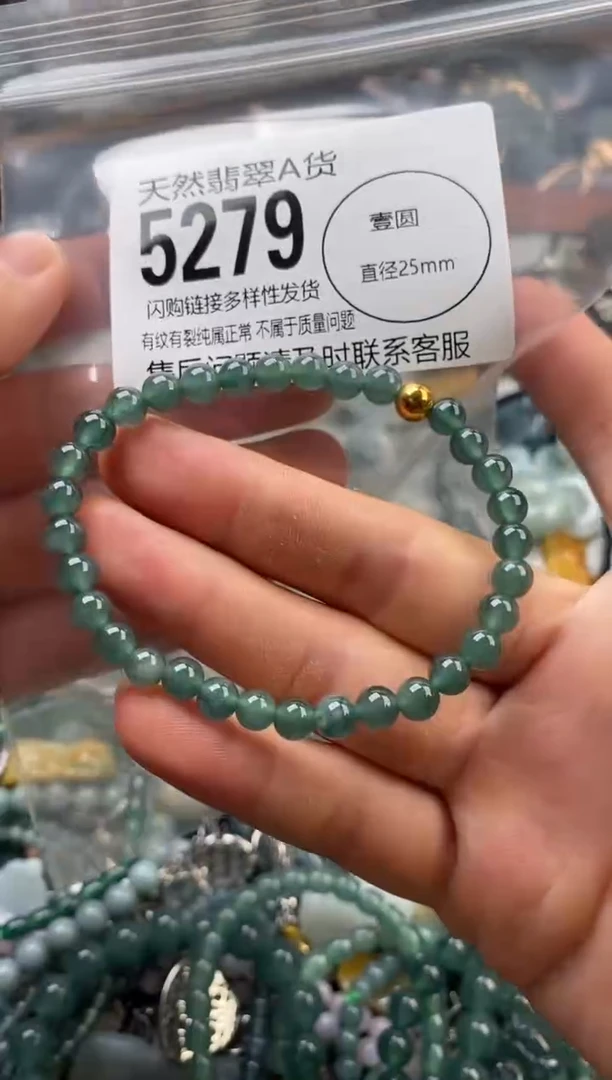 天然翡翠A货
5279
壹圆
直径25mm
闪购链接多样性发货
有纹有裂纯属正常 不属于质量问题
售后问题请及时联系客服